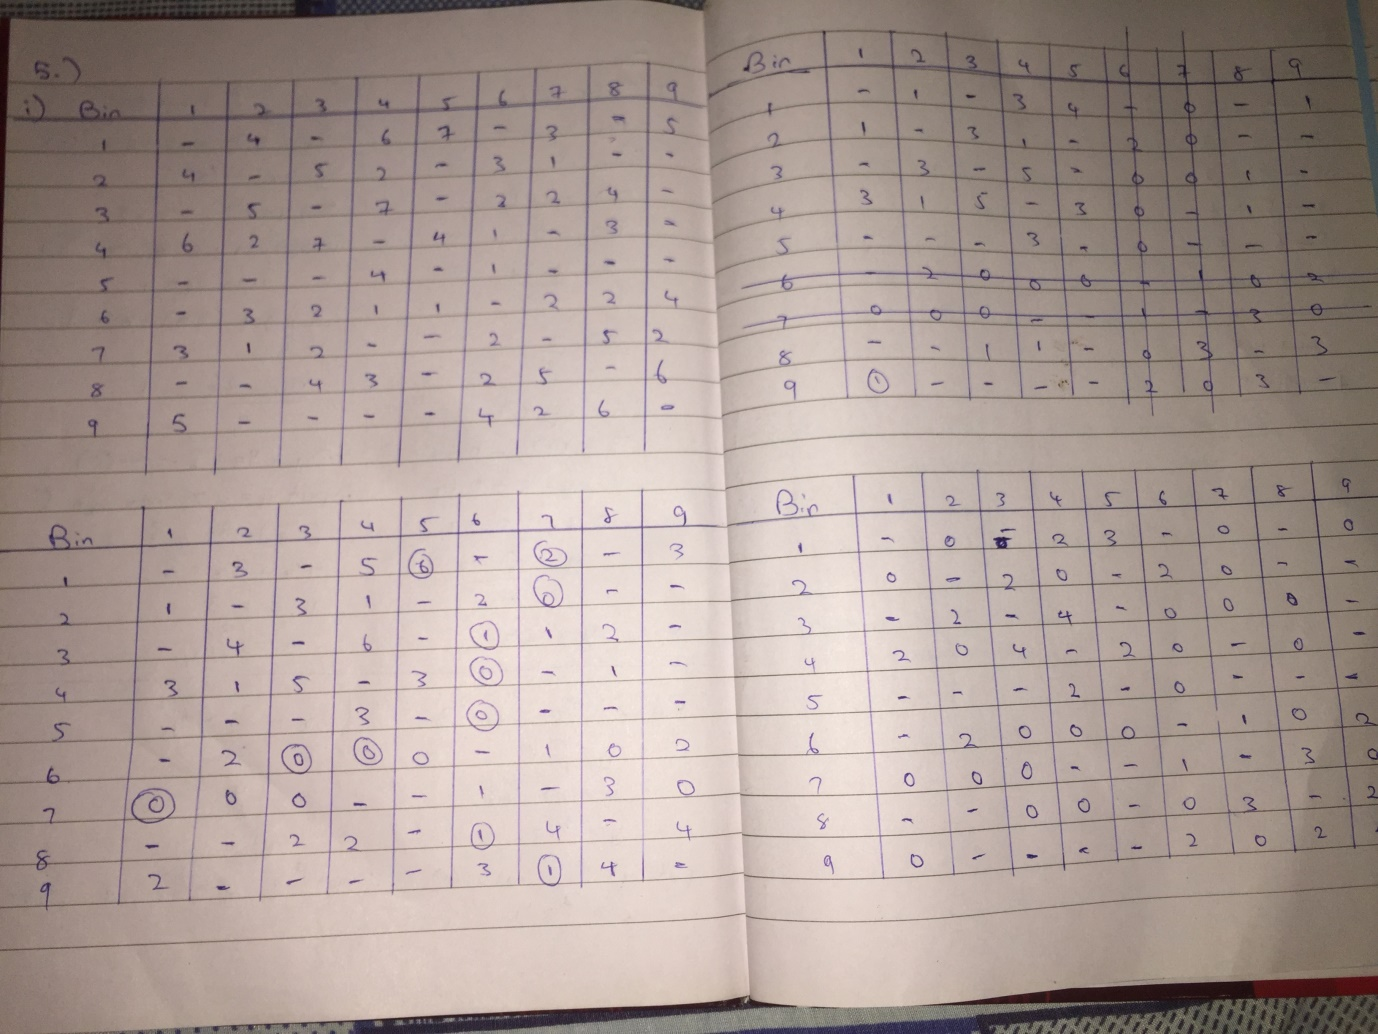 5.)
i) Bin 1 2 3 4 5 6 7 8 9
1 - 4 - 6 7 - 3 - 5
2 4 - 5 2 - 3 1 - -
3 - 5 - 7 - 2 2 4 -
4 6 2 7 - 4 1 - 3 -
5 - - - 4 - 1 - - -
6 - 3 2 1 1 - 2 2 4
7 3 1 2 - - 2 - 5 2
8 - - 4 3 - 2 5 - 6
9 5 - - - - 4 2 6 -
Bin 1 2 3 4 5 6 7 8 9
1 - 3 - 5 6 - 2 - 3
2 1 - 3 1 - 2 0 - -
3 - 4 - 6 - 1 1 2 -
4 3 1 5 - 3 0 - 1 -
5 - - - 3 - 0 - - -
6 - 2 0 0 0 - 1 0 2
7 0 0 0 - - 1 - 3 0
8 - - 2 2 - 1 4 - 4
9 2 - - - - 3 1 4 -
Bin 1 2 3 4 5 6 7 8 9
1 - 1 - 3 4 - 0 - 1
2 1 - 3 1 - 2 0 - -
3 - 3 - 5 - 0 0 1 -
4 3 1 5 - 3 0 - 1 -
5 - - - 3 - 0 - - -
6 - 2 0 0 0 - 1 0 2
7 0 0 0 - - 1 - 3 0
8 - - 1 1 - 0 3 - 3
9 1 - - - - 2 0 3 -
Bin 1 2 3 4 5 6 7 8 9
1 - 0 - 2 3 - 0 - 0
2 0 - 2 0 - 2 0 - -
3 - 2 - 4 - 0 0 0 -
4 2 0 4 - 2 0 - 0 -
5 - - - 2 - 0 - - -
6 - 2 0 0 0 - 1 0 2
7 0 0 0 - - 1 - 3 0
8 - - 0 0 - 0 3 - 2
9 0 - - - - 2 0 2